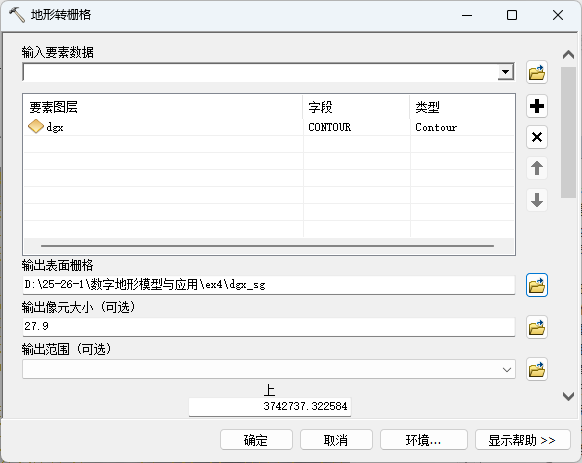 地形转栅格
输入要素数据
要素图层 字段 类型
dgx CONTOUR Contour
输出表面栅格
D:\25-26-1\数字地形模型与应用\ex4\dgx_sg
输出像元大小 (可选)
27.9
输出范围 (可选)
上
3742737.322584
确定 取消 环境... 显示帮助 >>